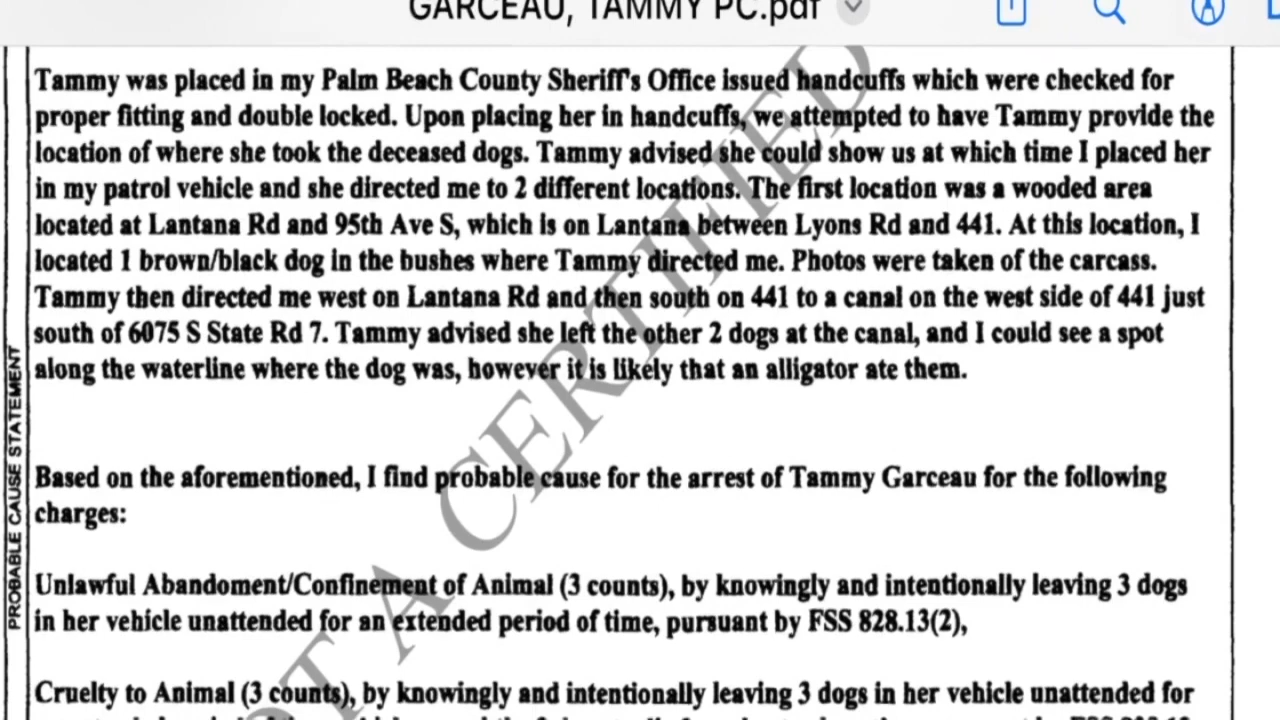 GARCEAU, TAMMY PC.pdf
Tammy was placed in my Palm Beach County Sheriff's Office issued handcuffs which were checked for
proper fitting and double locked. Upon placing her in handcuffs, we attempted to have Tammy provide the
location of where she took the deceased dogs. Tammy advised she could show us at which time I placed her
in my patrol vehicle and she directed me to 2 different locations. The first location was a wooded area
located at Lantana Rd and 95th Ave S, which is on Lantana between Lyons Rd and 441. At this location, I
located 1 brown/black dog in the bushes where Tammy directed me. Photos were taken of the carcass.
Tammy then directed me west on Lantana Rd and then south on 441 to a canal on the west side of 441 just
south of 6075 S State Rd 7. Tammy advised she left the other 2 dogs at the canal, and I could see a spot
along the waterline where the dog was, however it is likely that an alligator ate them.
Based on the aforementioned, I find probable cause for the arrest of Tammy Garceau for the following
charges:
Unlawful Abandoment/Confinement of Animal (3 counts), by knowingly and intentionally leaving 3 dogs
in her vehicle unattended for an extended period of time, pursuant by FSS 828.13(2),
Cruelty to Animal (3 counts), by knowingly and intentionally leaving 3 dogs in her vehicle unattended for
PROBABLE CAUSE STATEMENT
A CERTIFIED